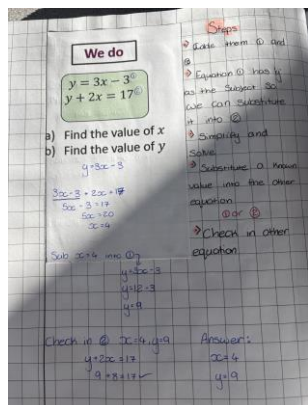 We do
y = 3x - 3①
y + 2x = 17②
a) Find the value of x
b) Find the value of y
y=3x-3
3x-3+2x=17
5x-3=17
5x=20
x=4
Sub x=4 into ①
y=3x-3
y=12-3
y=9
Check in ② x=4, y=9
y+2x=17
9+8=17✓
Steps
→ them ① and
②
→ Equation ① has y
as the subject so
we can substitute
it into ②
→ Simplify and
Solve
→ Substitute a known
value into the other
equation
① or ②
→ Check in other
equation
Answer:
x=4
y=9